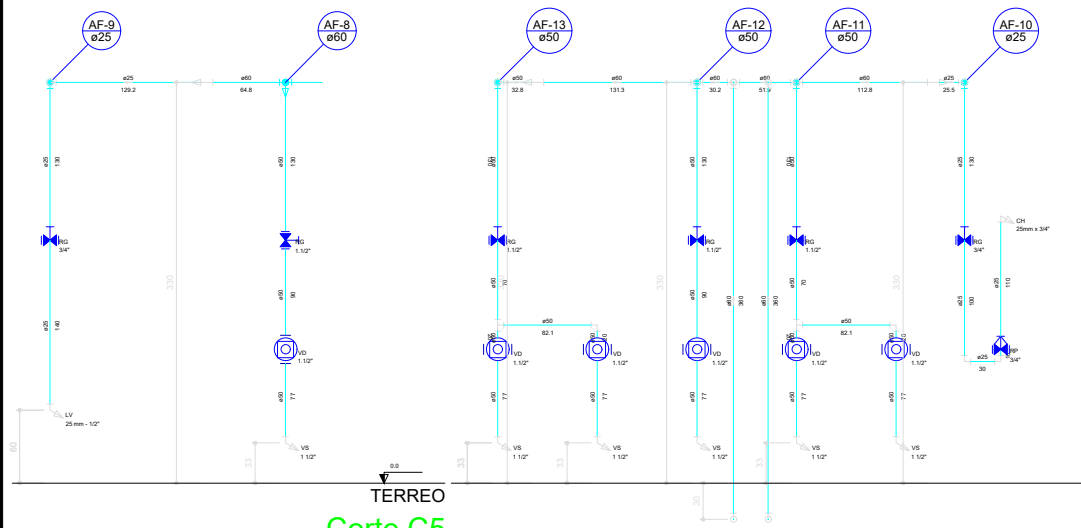 AF-9
ø25
AF-8
ø60
AF-13
ø50
AF-12
ø50
AF-11
ø50
AF-10
ø25
ø25
129.2
ø60
64.8
ø50
32.8
ø60
131.3
ø60
30.2
ø60
ø60
112.8
ø25
25.5
ø25
130
ø50
130
ø50
ø50
130
ø50
ø25
130
RG
3/4"
RG
1.1/2"
RG
1.1/2"
RG
1.1/2"
RG
1.1/2"
RG
3/4"
CH
25mm x 3/4"
330
330
330
ø50
90
ø50
70
ø50
90
ø60
360
ø60
360
ø50
70
ø25
100
ø25
110
ø25
140
ø50
82.1
ø50
82.1
VD
1.1/2"
VD
1.1/2"
VD
1.1/2"
VD
1.1/2"
VD
1.1/2"
VD
1.1/2"
RP
3/4"
ø25
30
ø50
77
ø50
77
ø50
77
ø50
77
ø50
77
ø50
77
LV
25 mm - 1/2"
VS
1 1/2"
VS
1 1/2"
VS
1 1/2"
VS
1 1/2"
VS
1 1/2"
VS
1 1/2"
60
33
33
33
33
30
0.0
TERREO
Corte C5